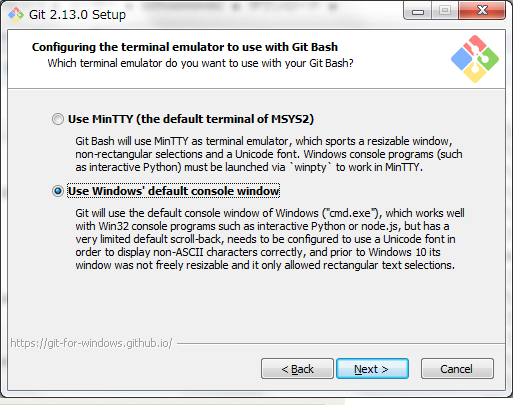 Git 2.13.0 Setup
Configuring the terminal emulator to use with Git Bash
Which terminal emulator do you want to use with your Git Bash?
Use MinTTY (the default terminal of MSYS2)
Git Bash will use MinTTY as terminal emulator, which sports a resizable window,
non-rectangular selections and a Unicode font. Windows console programs (such
as interactive Python) must be launched via `winpty` to work in MinTTY.
Use Windows' default console window
Git will use the default console window of Windows ("cmd.exe"), which works well
with Win32 console programs such as interactive Python or node.js, but has a
very limited default scroll-back, needs to be configured to use a Unicode font in
order to display non-ASCII characters correctly, and prior to Windows 10 its
window was not freely resizable and it only allowed rectangular text selections.
https://git-for-windows.github.io/
< Back
Next >
Cancel